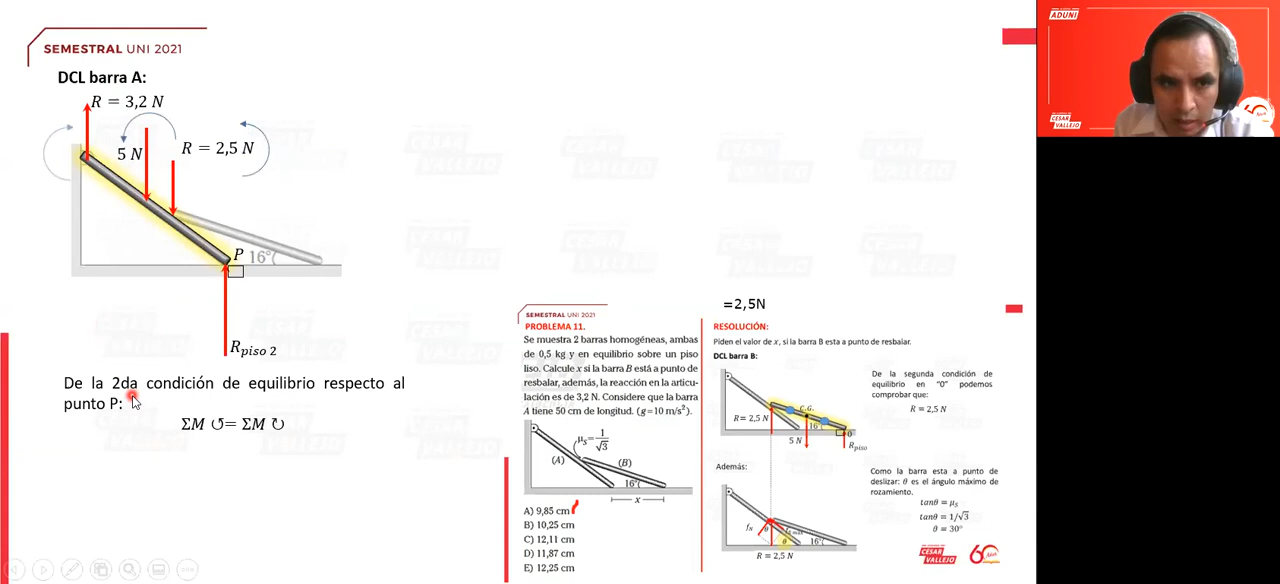 SEMESTRAL UNI 2021
DCL barra A:
R = 3,2 N
5 N
R = 2,5 N
P
16°
R piso 2
De la 2da condición de equilibrio respecto al
punto P:
ΣM ↺= ΣM ↻
=2,5N
SEMESTRAL UNI 2021
PROBLEMA 11.
Se muestra 2 barras homogéneas, ambas
de 0,5 kg y en equilibrio sobre un piso
liso. Calcule x si la barra B está a punto de
resbalar, además, la reacción en la articu-
lación es de 3,2 N. Considere que la barra
A tiene 50 cm de longitud. (g=10 m/s²).
μs= 1/√3
(A)
(B)
16°
x
A) 9,85 cm
B) 10,25 cm
C) 12,11 cm
D) 11,87 cm
E) 12,25 cm
RESOLUCIÓN:
Piden el valor de x, si la barra B esta a punto de resbalar.
DCL barra B:
C.G.
R = 2,5 N
16°
O
5 N
R piso
De la segunda condición de
equilibrio en "0" podemos
comprobar que:
R = 2,5 N
Además:
fN
θ
θ
16°
R = 2,5 N
Como la barra esta a punto de
deslizar: θ es el ángulo máximo de
rozamiento.
tanθ = μs
tanθ = 1/√3
θ = 30°
CESAR
VALLEJO
60
ADUNI
CESAR
VALLEJO